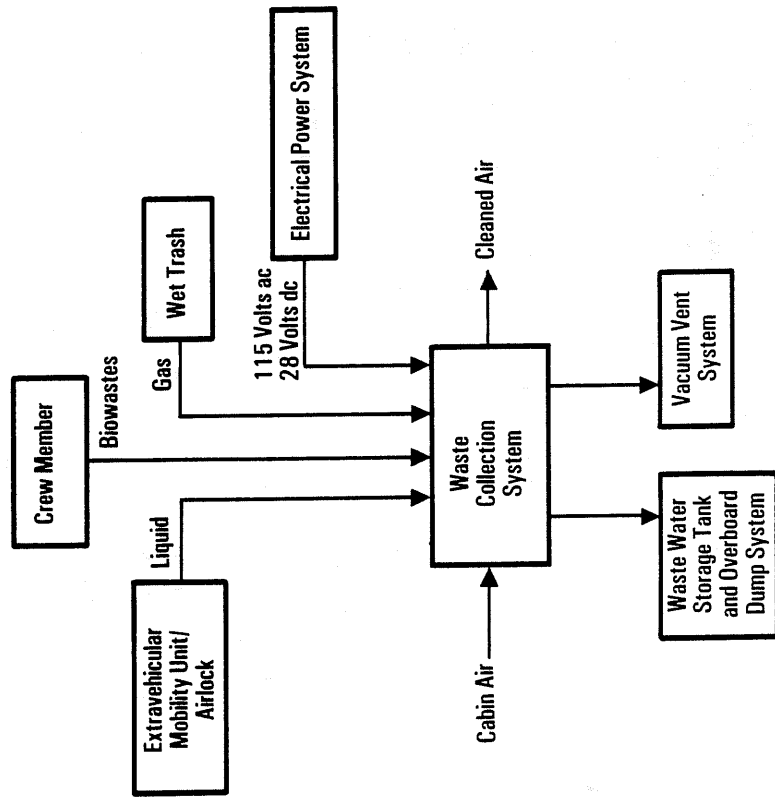 Crew Member
Biowastes
Wet Trash
Gas
Extravehicular
Mobility Unit/
Airlock
Liquid
Electrical Power System
115 Volts ac
28 Volts dc
Cabin Air
Waste
Collection
System
Cleaned Air
Waste Water
Storage Tank
and Overboard
Dump System
Vacuum Vent
System